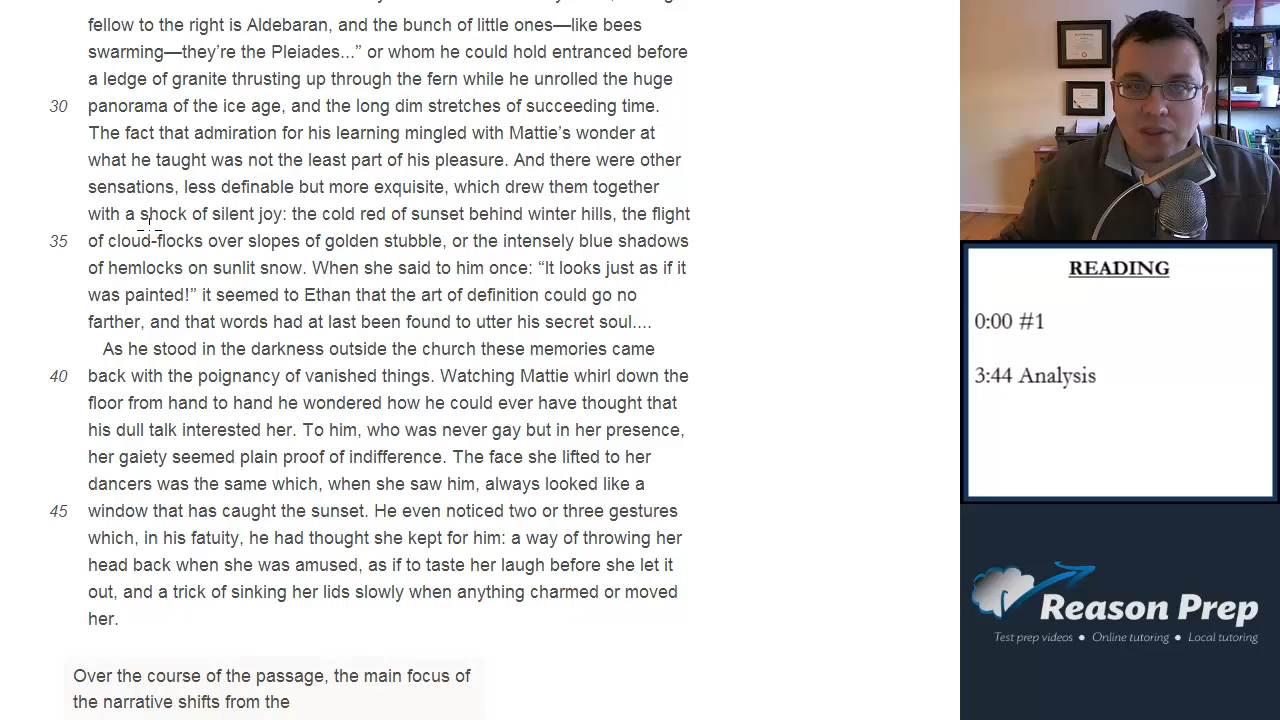 fellow to the right is Aldebaran, and the bunch of little ones—like bees
swarming—they're the Pleiades...” or whom he could hold entranced before
a ledge of granite thrusting up through the fern while he unrolled the huge
30 panorama of the ice age, and the long dim stretches of succeeding time.
The fact that admiration for his learning mingled with Mattie's wonder at
what he taught was not the least part of his pleasure. And there were other
sensations, less definable but more exquisite, which drew them together
with a shock of silent joy: the cold red of sunset behind winter hills, the flight
35 of cloud-flocks over slopes of golden stubble, or the intensely blue shadows
of hemlocks on sunlit snow. When she said to him once: “It looks just as if it
was painted!” it seemed to Ethan that the art of definition could go no
farther, and that words had at last been found to utter his secret soul....
As he stood in the darkness outside the church these memories came
40 back with the poignancy of vanished things. Watching Mattie whirl down the
floor from hand to hand he wondered how he could ever have thought that
his dull talk interested her. To him, who was never gay but in her presence,
her gaiety seemed plain proof of indifference. The face she lifted to her
dancers was the same which, when she saw him, always looked like a
45 window that has caught the sunset. He even noticed two or three gestures
which, in his fatuity, he had thought she kept for him: a way of throwing her
head back when she was amused, as if to taste her laugh before she let it
out, and a trick of sinking her lids slowly when anything charmed or moved
her.
Over the course of the passage, the main focus of
the narrative shifts from the
READING
0:00 #1
3:44 Analysis
Reason Prep
Test prep videos ● Online tutoring ● Local tutoring